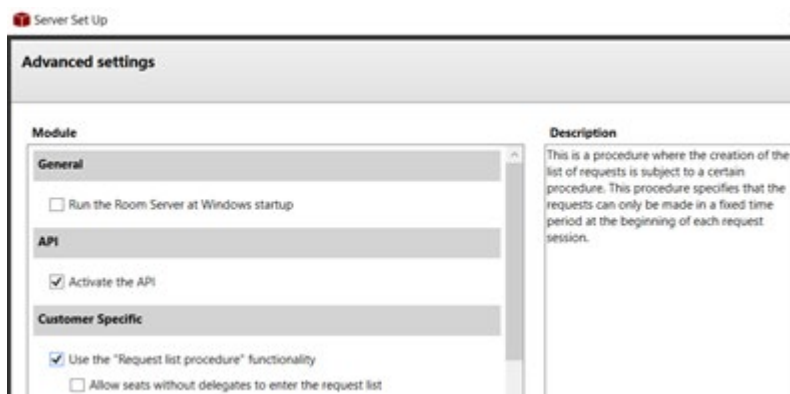 Server Set Up
Advanced settings
Module
General
Run the Room Server at Windows startup
API
Activate the API
Customer Specific
Use the "Request list procedure" functionality
Allow seats without delegates to enter the request list
Description
This is a procedure where the creation of the
list of requests is subject to a certain
procedure. This procedure specifies that the
requests can only be made in a fixed time
period at the beginning of each request
session.